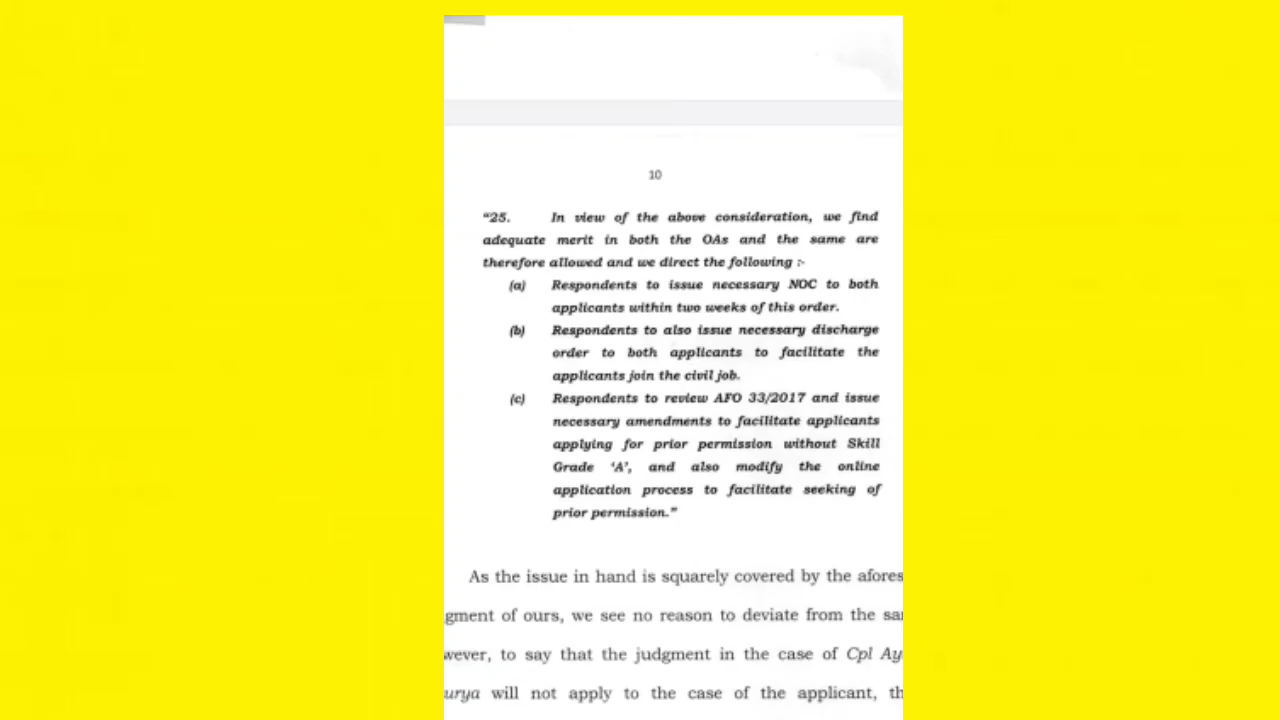 10
“25. In view of the above consideration, we find
adequate merit in both the OAs and the same are
therefore allowed and we direct the following :-
(a) Respondents to issue necessary NOC to both
applicants within two weeks of this order.
(b) Respondents to also issue necessary discharge
order to both applicants to facilitate the
applicants join the civil job.
(c) Respondents to review AFO 33/2017 and issue
necessary amendments to facilitate applicants
applying for prior permission without Skill
Grade ‘A’, and also modify the online
application process to facilitate seeking of
prior permission.”
As the issue in hand is squarely covered by the afores
gment of ours, we see no reason to deviate from the sa
wever, to say that the judgment in the case of Cpl Ay
urya will not apply to the case of the applicant, th